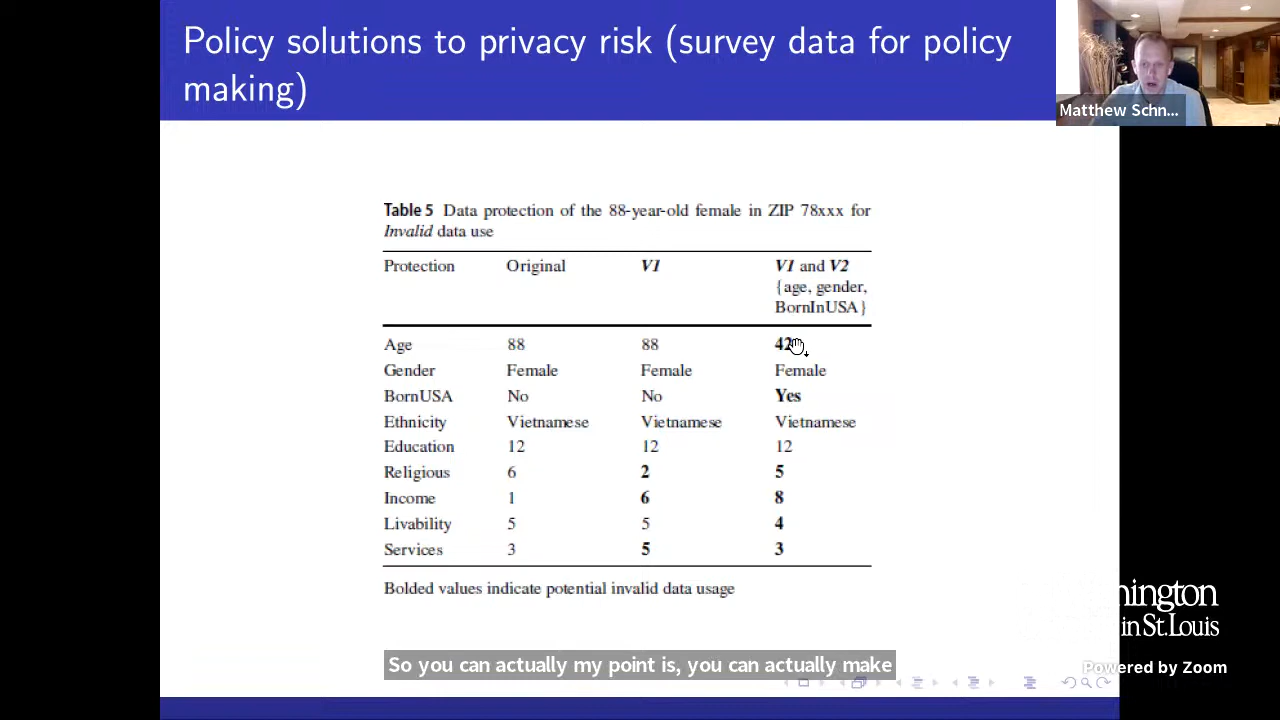 Policy solutions to privacy risk (survey data for policy
making)
Matthew Schn...
Table 5 Data protection of the 88-year-old female in ZIP 78xxx for
Invalid data use
Protection Original V1 V1 and V2
{age, gender,
BornInUSA}
Age 88 88 42
Gender Female Female Female
BornUSA No No Yes
Ethnicity Vietnamese Vietnamese Vietnamese
Education 12 12 12
Religious 6 2 5
Income 1 6 8
Livability 5 5 4
Services 3 5 3
Bolded values indicate potential invalid data usage
in St. Louis
So you can actually my point is, you can actually make
Powered by Zoom